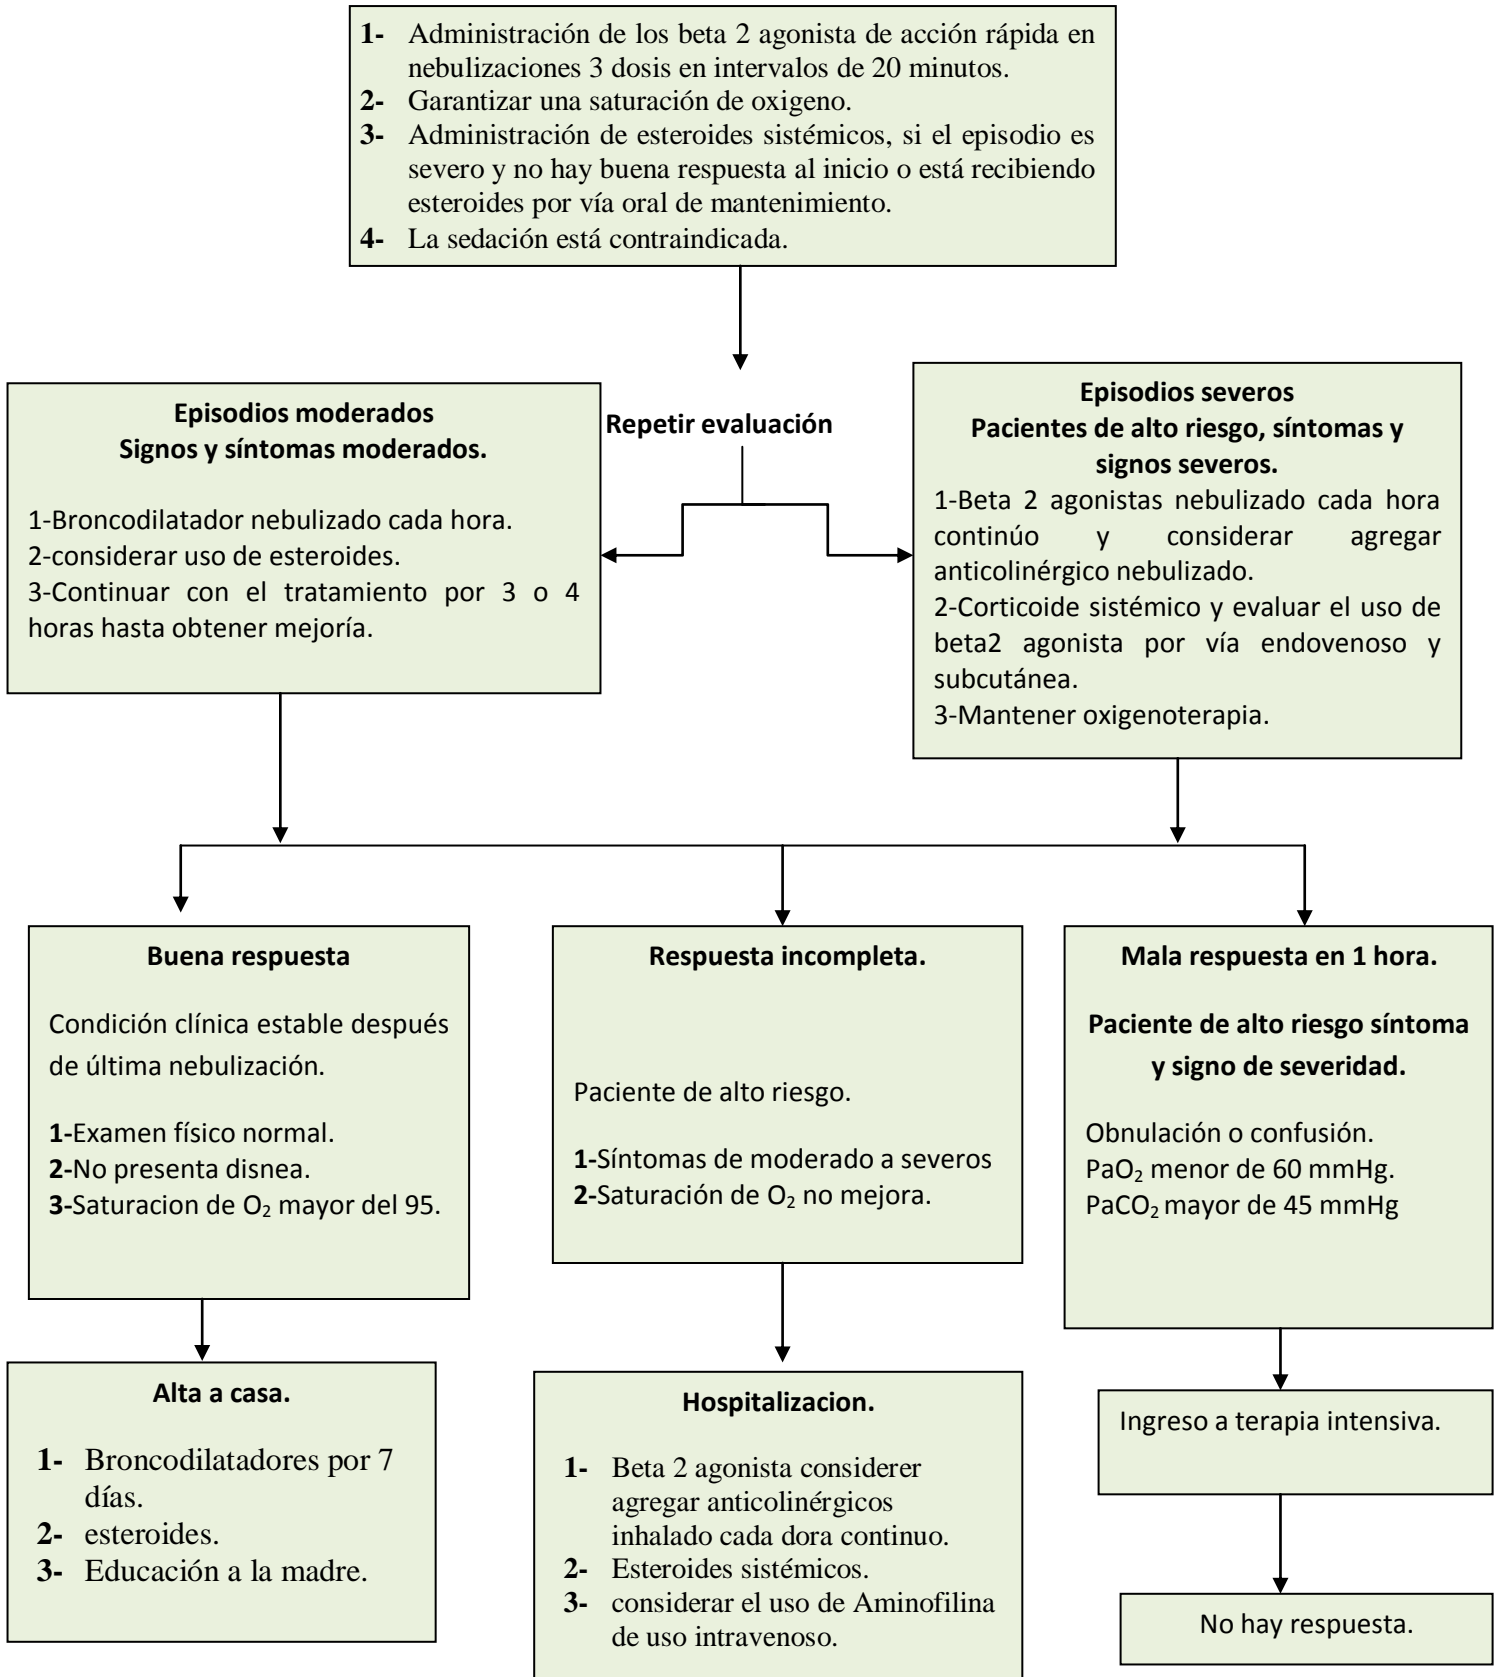 1- Administración de los beta 2 agonista de acción rápida en
nebulizaciones 3 dosis en intervalos de 20 minutos.
2- Garantizar una saturación de oxigeno.
3- Administración de esteroides sistémicos, si el episodio es
severo y no hay buena respuesta al inicio o está recibiendo
esteroides por vía oral de mantenimiento.
4- La sedación está contraindicada.
Repetir evaluación
Episodios moderados
Signos y síntomas moderados.
1-Broncodilatador nebulizado cada hora.
2-considerar uso de esteroides.
3-Continuar con el tratamiento por 3 o 4
horas hasta obtener mejoría.
Episodios severos
Pacientes de alto riesgo, síntomas y
signos severos.
1-Beta 2 agonistas nebulizado cada hora
continúo y considerar agregar
anticolinérgico nebulizado.
2-Corticoide sistémico y evaluar el uso de
beta2 agonista por vía endovenoso y
subcutánea.
3-Mantener oxigenoterapia.
Buena respuesta
Condición clínica estable después
de última nebulización.
1-Examen físico normal.
2-No presenta disnea.
3-Saturacion de O₂ mayor del 95.
Respuesta incompleta.
Paciente de alto riesgo.
1-Síntomas de moderado a severos
2-Saturación de O₂ no mejora.
Mala respuesta en 1 hora.
Paciente de alto riesgo síntoma
y signo de severidad.
Obnulación o confusión.
PaO₂ menor de 60 mmHg.
PaCO₂ mayor de 45 mmHg
Alta a casa.
1- Broncodilatadores por 7
días.
2- esteroides.
3- Educación a la madre.
Hospitalizacion.
1- Beta 2 agonista considerer
agregar anticolinérgicos
inhalado cada dora continuo.
2- Esteroides sistémicos.
3- considerar el uso de Aminofilina
de uso intravenoso.
Ingreso a terapia intensiva.
No hay respuesta.